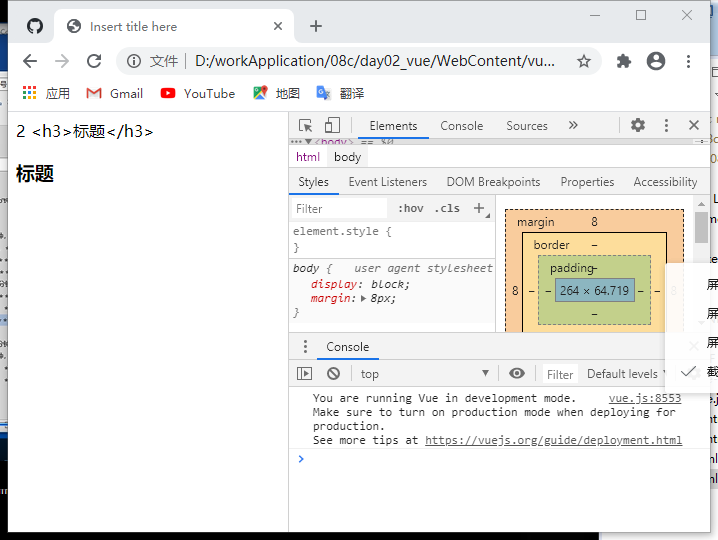 Insert title here
文件 D:/workApplication/08c/day02_vue/WebContent/vu...
应用 Gmail YouTube 地图 翻译
2 <h3>标题</h3>
标题
Elements Console Sources
html body
Styles Event Listeners DOM Breakpoints Properties Accessibility
Filter :hov .cls +
element.style {
}
body { user agent stylesheet
display: block;
margin: 8px;
}
margin 8
border –
padding –
8 – – 264 × 64.719 – – 8
–
Console
top Filter Default levels
You are running Vue in development mode. vue.js:8553
Make sure to turn on production mode when deploying for
production.
See more tips at https://vuejs.org/guide/deployment.html
>
屏
屏
屏
截